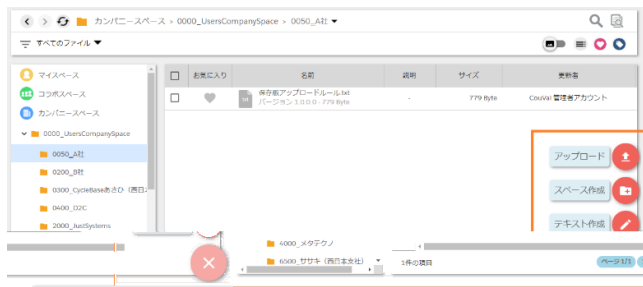 カンパニースペース > 0000_UsersCompanySpace > 0050_A社
すべてのファイル
マイスペース
コラボスペース
カンパニースペース
0000_UsersCompanySpace
0050_A社
0200_B社
0300_CycleBaseあさひ（西日
0400_D2C
2000_JustSystems
4000_メタテクノ
6500_ササキ（西日本支社）
お気に入り 名前 説明 サイズ 更新者
保存版アップロードルール.txt
バージョン 1.0.0.0 - 779 Byte
- 779 Byte CouVal 管理者アカウント
アップロード
スペース作成
テキスト作成
1件の項目
ページ 1/1